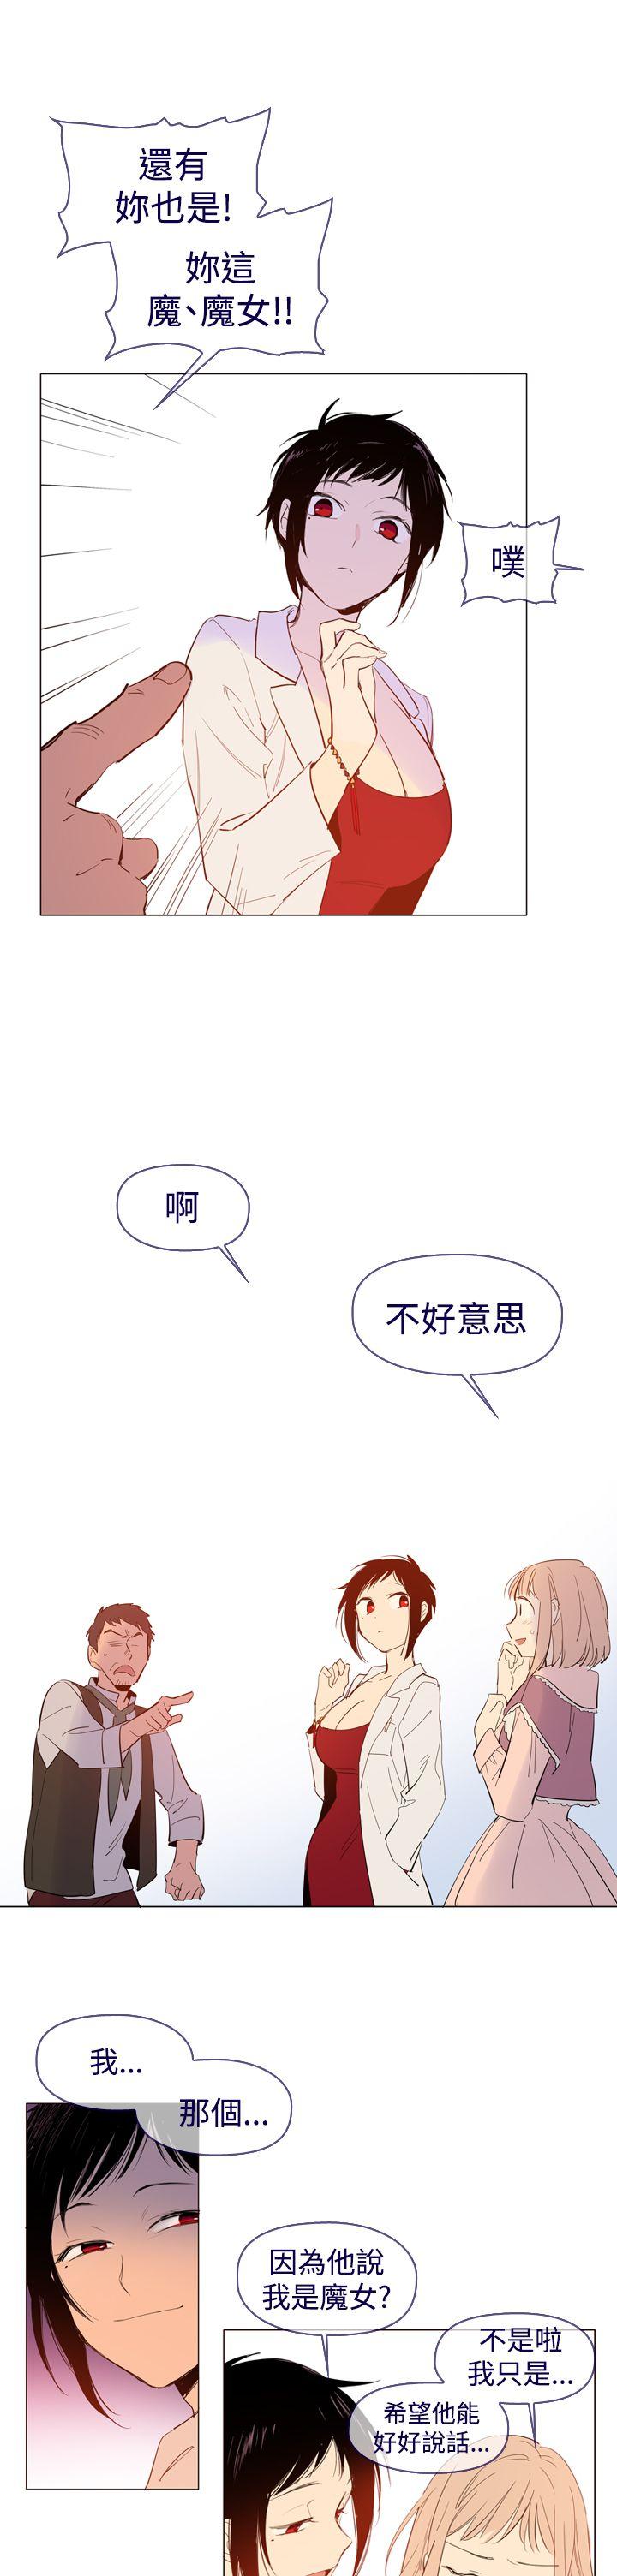 還有
妳也是!
妳這
魔、魔女!!
噗
啊
不好意思
我...
那個...
因為他說
我是魔女?
不是啦
我只是...
希望他能
好好說話...